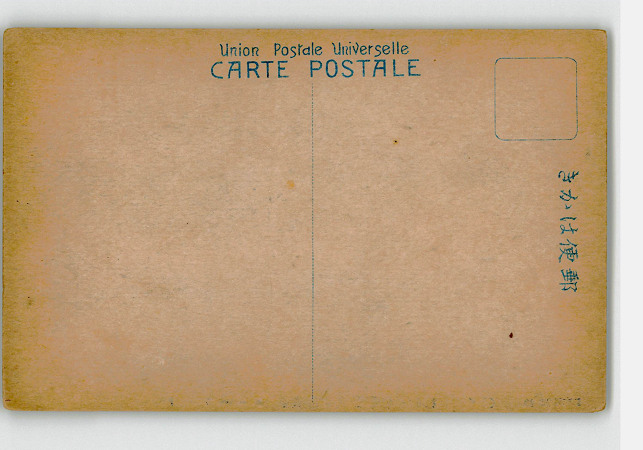 Union Postale Universelle
CARTE POSTALE
きかは便郵